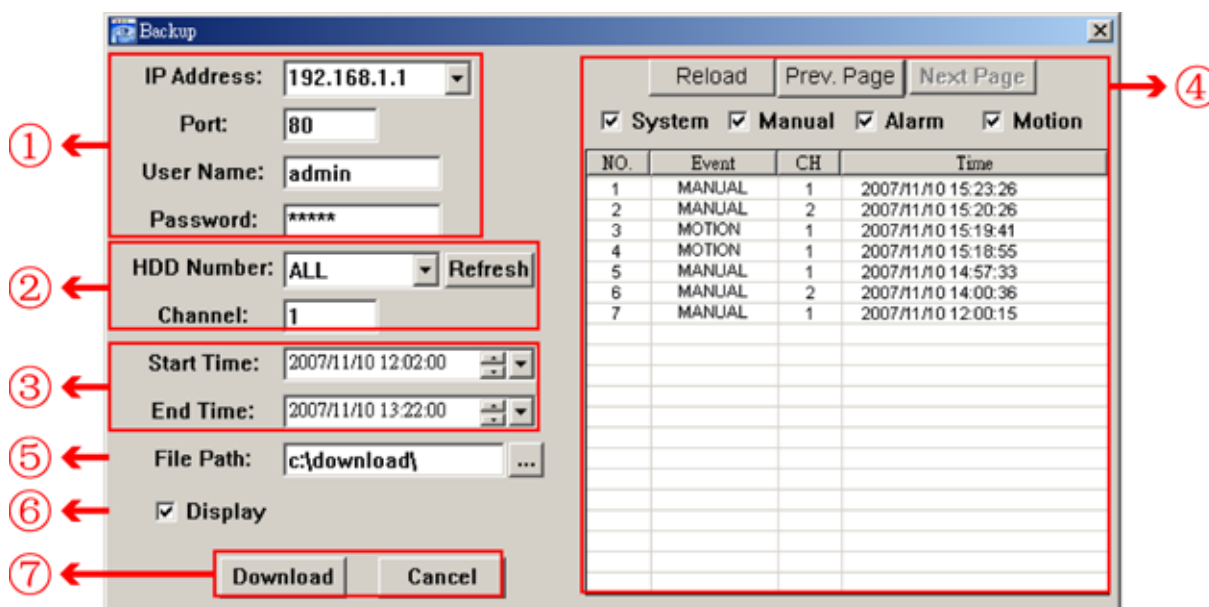 Backup
① IP Address: 192.168.1.1
Port: 80
User Name: admin
Password: *****
② HDD Number: ALL Refresh
Channel: 1
③ Start Time: 2007/11/10 12:02:00
End Time: 2007/11/10 13:22:00
⑤ File Path: c:\download\ ...
⑥ Display
⑦ Download Cancel
Reload Prev. Page Next Page ④
System Manual Alarm Motion
NO. Event CH Time
1 MANUAL 1 2007/11/10 15:23:26
2 MANUAL 2 2007/11/10 15:20:26
3 MOTION 1 2007/11/10 15:19:41
4 MOTION 1 2007/11/10 15:18:55
5 MANUAL 1 2007/11/10 14:57:33
6 MANUAL 2 2007/11/10 14:00:36
7 MANUAL 1 2007/11/10 12:00:15